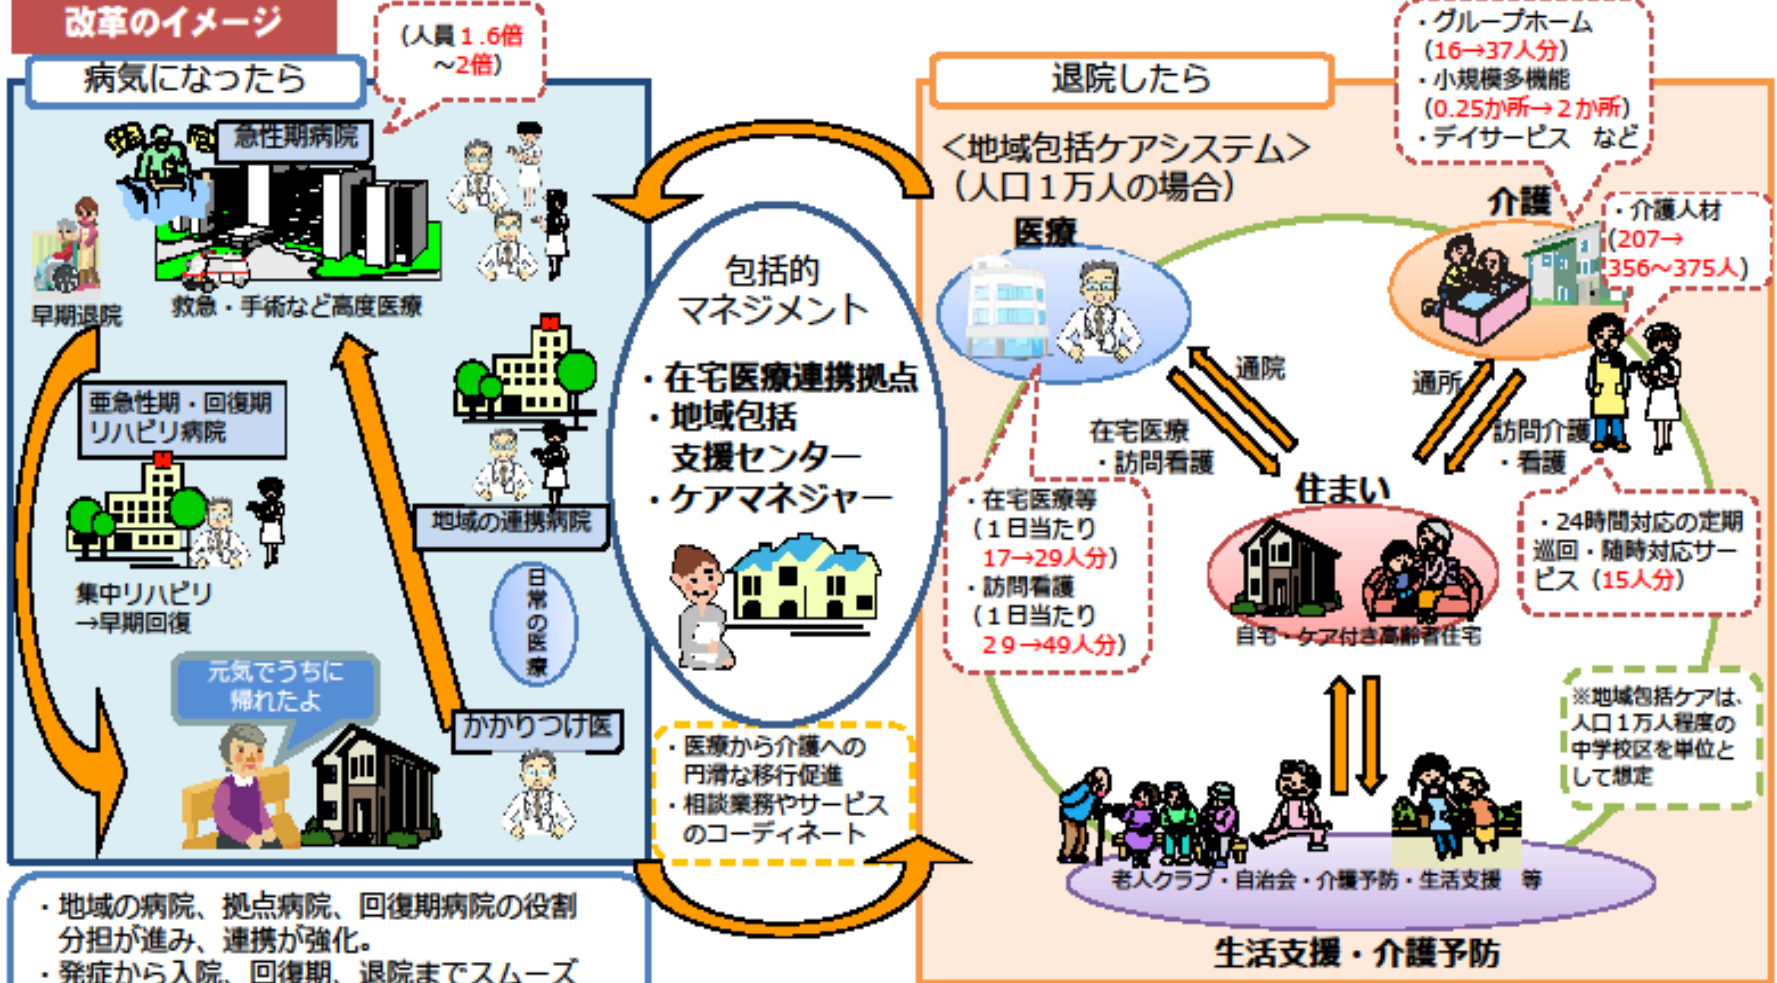 改革のイメージ
(人員1.6倍
～2倍)
病気になったら
急性期病院
救急・手術など高度医療
早期退院
亜急性期・回復期
リハビリ病院
集中リハビリ
→早期回復
地域の連携病院
日常の医療
元気でうちに
帰れたよ
かかりつけ医
・地域の病院、拠点病院、回復期病院の役割
分担が進み、連携が強化。
・発症から入院、回復期、退院までスムーズ
包括的
マネジメント
・在宅医療連携拠点
・地域包括
支援センター
・ケアマネジャー
・医療から介護への
円滑な移行促進
・相談業務やサービス
のコーディネート
退院したら
＜地域包括ケアシステム＞
(人口１万人の場合)
・グループホーム
(16→37人分)
・小規模多機能
(0.25か所→２か所)
・デイサービス　など
介護
・介護人材
(207→
356～375人)
医療
通院
通所
在宅医療
・訪問看護
訪問介護
・看護
・在宅医療等
(１日当たり
17→29人分)
・訪問看護
(１日当たり
２９→49人分)
住まい
自宅・ケア付き高齢者住宅
・24時間対応の定期
巡回・随時対応サー
ビス (15人分)
※地域包括ケアは、
人口１万人程度の
中学校区を単位と
して想定
老人クラブ・自治会・介護予防・生活支援　等
生活支援・介護予防